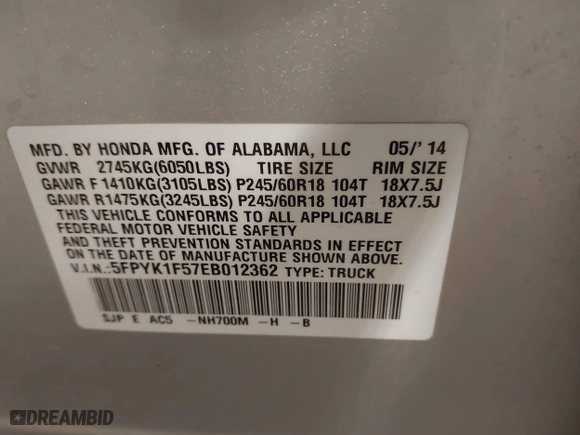 MFD. BY HONDA MFG. OF ALABAMA, LLC 05/'14
GVWR 2745KG(6050LBS) TIRE SIZE RIM SIZE
GAWR F 1410KG(3105LBS) P245/60R18 104T 18X7.5J
GAWR R1475KG(3245LBS) P245/60R18 104T 18X7.5J
THIS VEHICLE CONFORMS TO ALL APPLICABLE
FEDERAL MOTOR VEHICLE SAFETY
AND THEFT PREVENTION STANDARDS IN EFFECT
ON THE DATE OF MANUFACTURE SHOWN ABOVE.
V.I.N.:5FPYK1F57EB012362 TYPE: TRUCK
SJP E AC5 -NH700M -H -B
DREAMBID